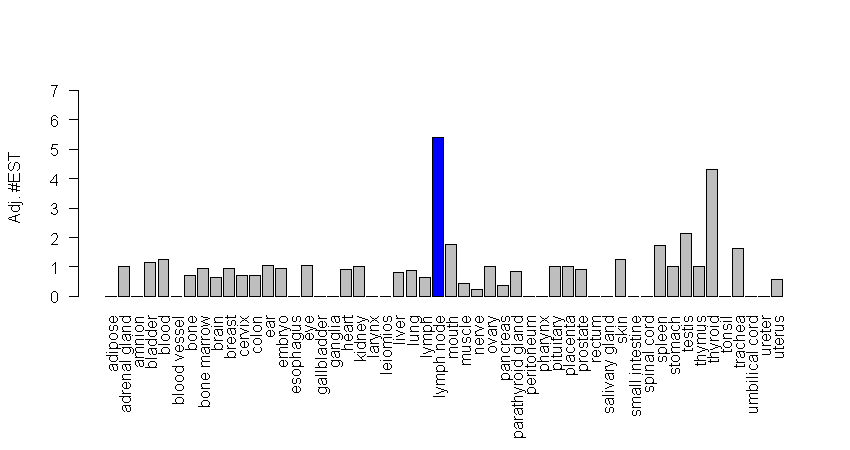 7
6
5
4
3
2
1
0
Adj. #EST
adipose
adrenal gland
amnion
bladder
blood
blood vessel
bone
bone marrow
brain
breast
cervix
colon
ear
embryo
esophagus
eye
gallbladder
ganglia
heart
kidney
larynx
leiomios
liver
lung
lymph
lymph node
mouth
muscle
nerve
ovary
pancreas
parathyroid gland
peritoneum
pharynx
pituitary
placenta
prostate
rectum
salivary gland
skin
small intestine
spinal cord
spleen
stomach
testis
thymus
thyroid
tonsil
trachea
umbilical cord
ureter
uterus